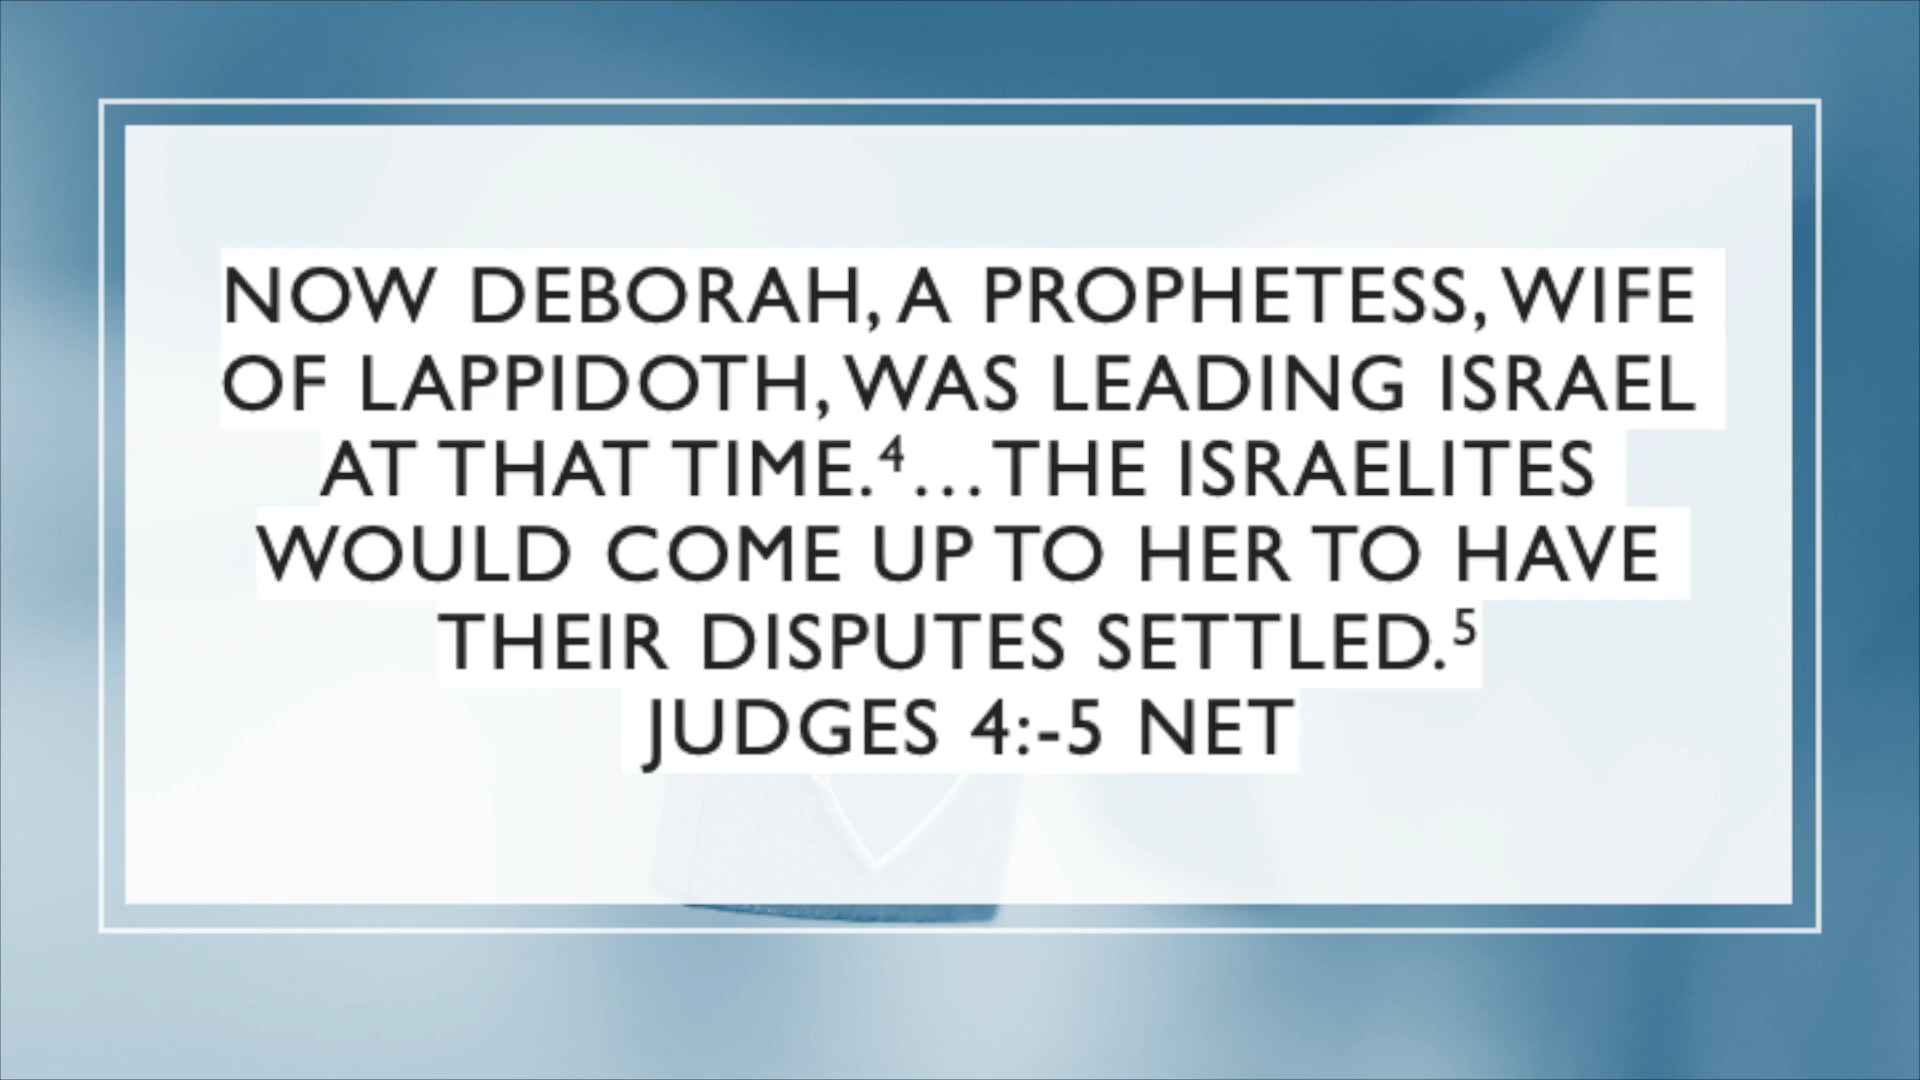 NOW DEBORAH, A PROPHETESS, WIFE
OF LAPPIDOTH, WAS LEADING ISRAEL
AT THAT TIME.⁴…THE ISRAELITES
WOULD COME UP TO HER TO HAVE
THEIR DISPUTES SETTLED.⁵
JUDGES 4:-5 NET